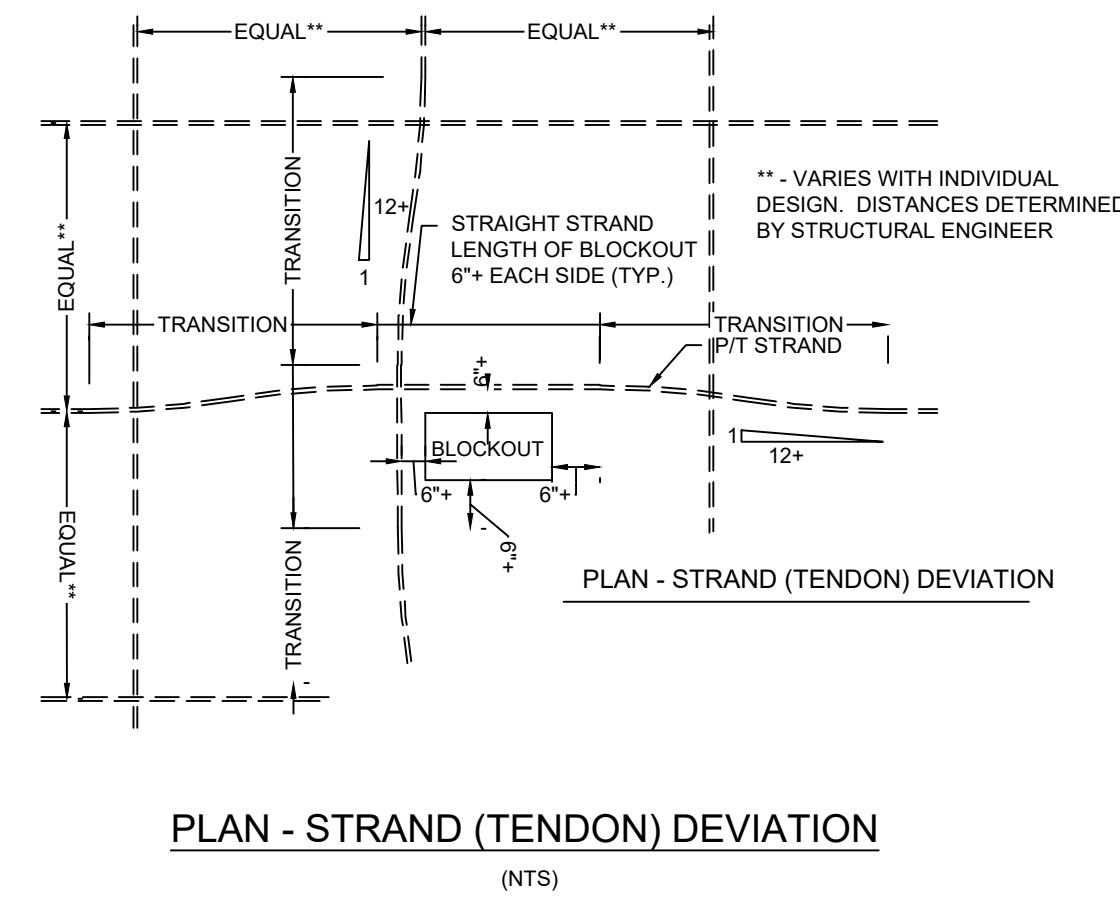 EQUAL**
EQUAL**
TRANSITION
12+
1
** - VARIES WITH INDIVIDUAL
DESIGN. DISTANCES DETERMINED
BY STRUCTURAL ENGINEER
STRAIGHT STRAND
LENGTH OF BLOCKOUT
6"+ EACH SIDE (TYP.)
EQUAL**
TRANSITION
TRANSITION
P/T STRAND
6"+
BLOCKOUT
1
12+
6"+
6"+
6"+
EQUAL**
TRANSITION
PLAN - STRAND (TENDON) DEVIATION
PLAN - STRAND (TENDON) DEVIATION
(NTS)